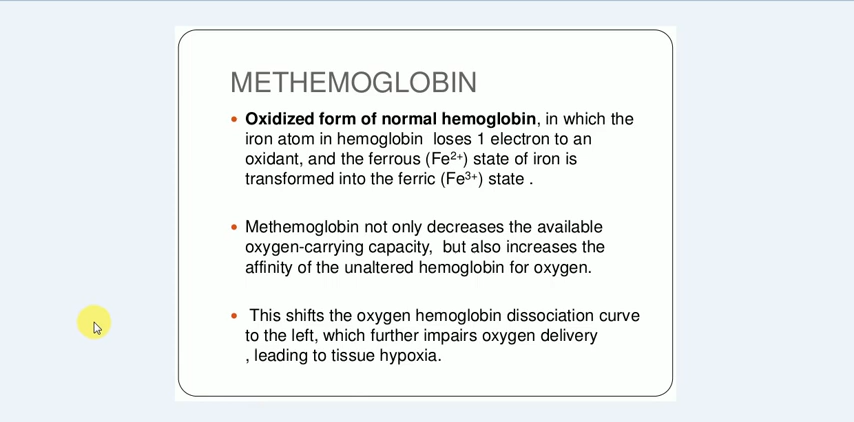 METHEMOGLOBIN
• Oxidized form of normal hemoglobin, in which the
iron atom in hemoglobin loses 1 electron to an
oxidant, and the ferrous (Fe²⁺) state of iron is
transformed into the ferric (Fe³⁺) state .
• Methemoglobin not only decreases the available
oxygen-carrying capacity, but also increases the
affinity of the unaltered hemoglobin for oxygen.
• This shifts the oxygen hemoglobin dissociation curve
to the left, which further impairs oxygen delivery
, leading to tissue hypoxia.